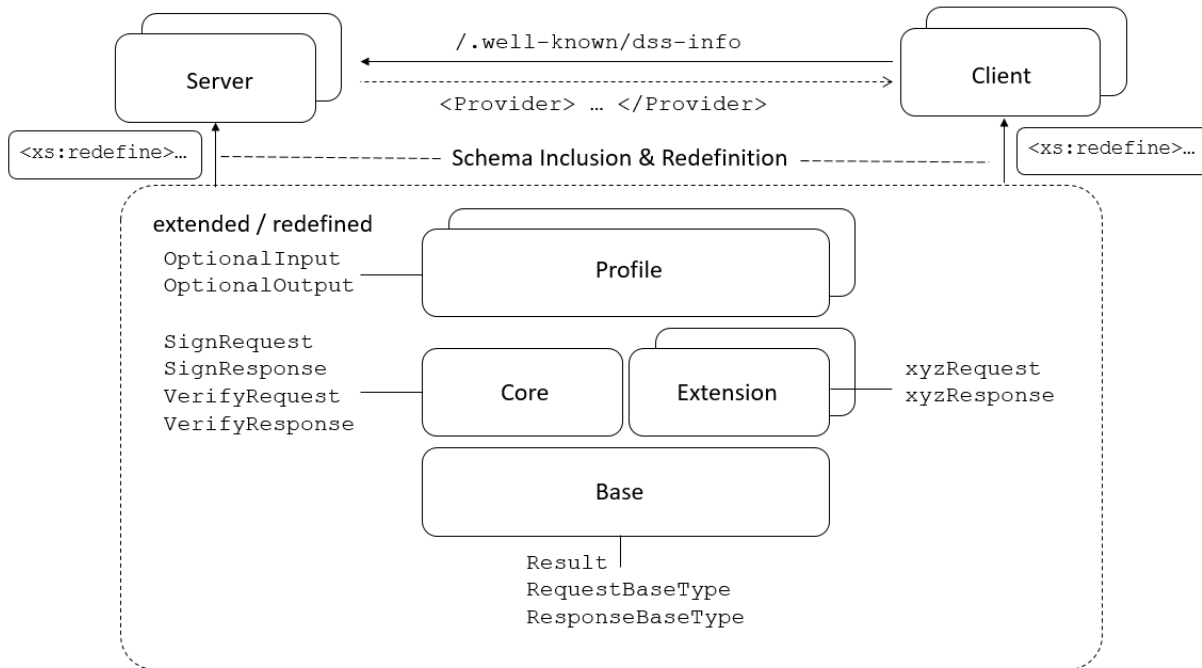 /.well-known/dss-info
Server
Client
<Provider> … </Provider>
<xs:redefine>…
Schema Inclusion & Redefinition
<xs:redefine>…
extended / redefined
OptionalInput
OptionalOutput
Profile
SignRequest
SignResponse
VerifyRequest
VerifyResponse
Core
Extension
xyzRequest
xyzResponse
Base
Result
RequestBaseType
ResponseBaseType